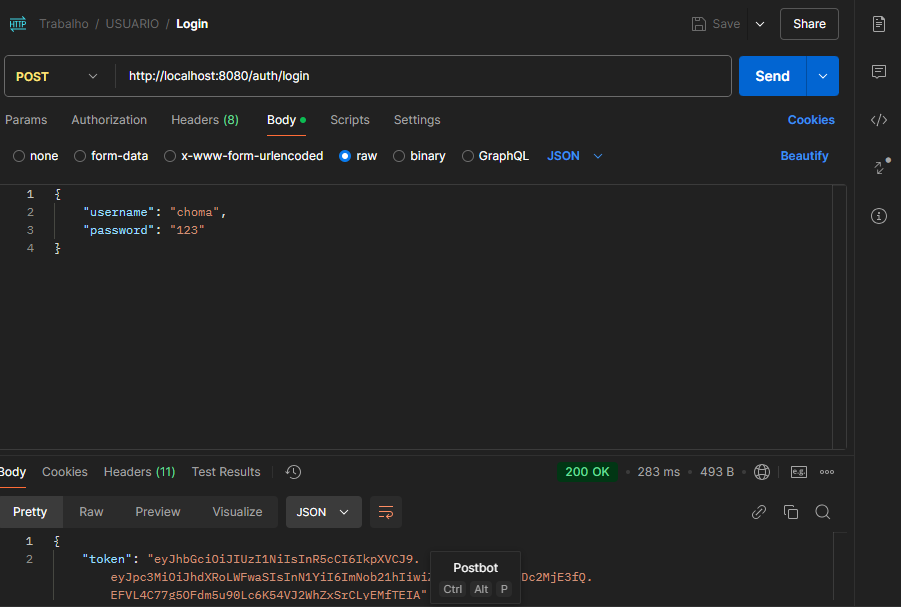 HTTP Trabalho / USUARIO / Login Save Share
POST http://localhost:8080/auth/login Send
Params Authorization Headers (8) Body Scripts Settings Cookies
none form-data x-www-form-urlencoded raw binary GraphQL JSON Beautify
1 {
2 "username": "choma",
3 "password": "123"
4 }
Body Cookies Headers (11) Test Results 200 OK 283 ms 493 B e.g.
Pretty Raw Preview Visualize JSON
1 {
2 "token": "eyJhbGciOiJIUzI1NiIsInR5cCI6IkpXVCJ9.
eyJpc3MiOiJhdXRoLWFwaSIsInN1YiI6ImNob21hIiwi Dc2MjE3fQ.
EFVL4C77g5OFdm5u90Lc6K54VJ2WhZxSrCLyEMfTEIA"
Postbot
Ctrl Alt P